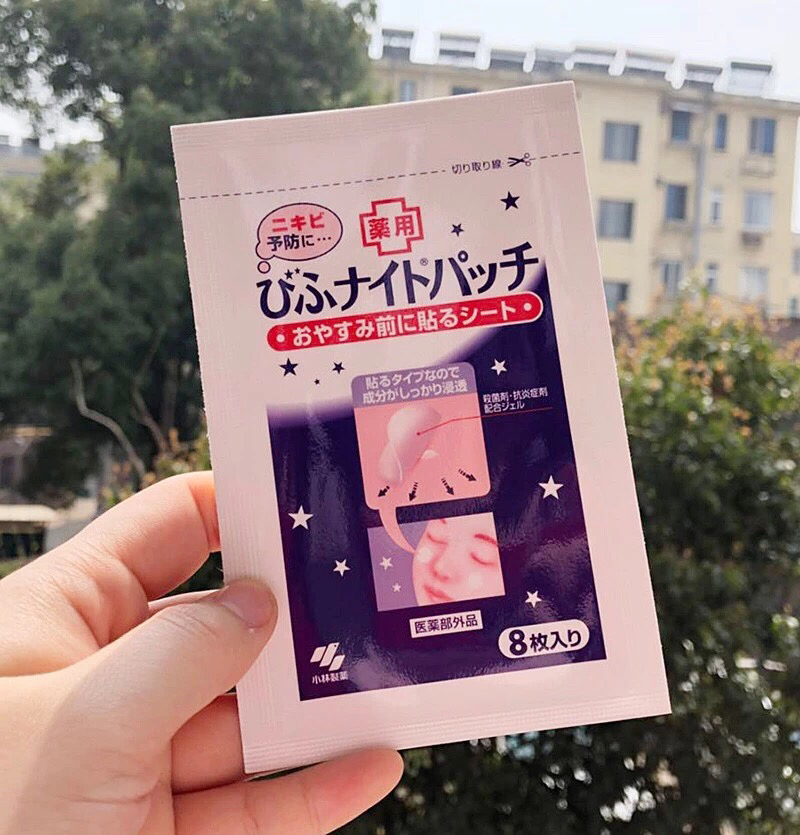 切り取り線
ニキビ
予防に…
薬用
びふナイト®パッチ
・おやすみ前に貼るシート・
貼るタイプなので
成分がしっかり浸透
殺菌剤・抗炎症剤
配合ジェル
医薬部外品
8枚入り
小林製薬